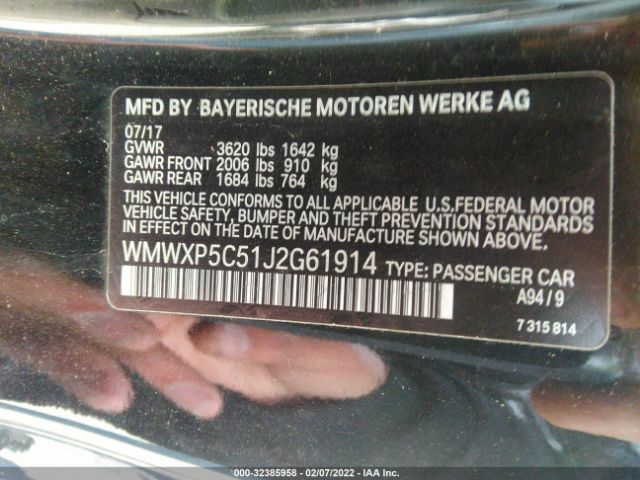 MFD BY BAYERISCHE MOTOREN WERKE AG
07/17
GVWR 3620 lbs 1642 kg
GAWR FRONT 2006 lbs 910 kg
GAWR REAR 1684 lbs 764 kg
THIS VEHICLE CONFORMS TO ALL APPLICABLE U.S.FEDERAL MOTOR
VEHICLE SAFETY, BUMPER AND THEFT PREVENTION STANDARDS
IN EFFECT ON THE DATE OF MANUFACTURE SHOWN ABOVE.
WMWXP5C51J2G61914 TYPE: PASSENGER CAR
A94/9
7 315 814
000-32385958 - 02/07/2022 - IAA Inc.